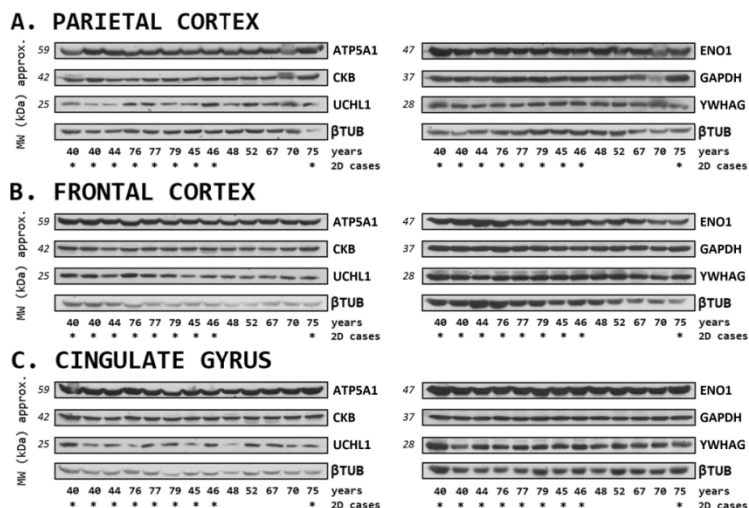 A. PARIETAL CORTEX
MW (kDa) approx.
59 ATP5A1
42 CKB
25 UCHL1
βTUB
40 40 44 76 77 79 45 46 48 52 67 70 75 years
* * * * * * * * * 2D cases
47 ENO1
37 GAPDH
28 YWHAG
βTUB
40 40 44 76 77 79 45 46 48 52 67 70 75 years
* * * * * * * * * 2D cases
B. FRONTAL CORTEX
MW (kDa) approx.
59 ATP5A1
42 CKB
25 UCHL1
βTUB
40 40 44 76 77 79 45 46 48 52 67 70 75 years
* * * * * * * * * 2D cases
47 ENO1
37 GAPDH
28 YWHAG
βTUB
40 40 44 76 77 79 45 46 48 52 67 70 75 years
* * * * * * * * * 2D cases
C. CINGULATE GYRUS
MW (kDa) approx.
59 ATP5A1
42 CKB
25 UCHL1
βTUB
40 40 44 76 77 79 45 46 48 52 67 70 75 years
* * * * * * * * * 2D cases
47 ENO1
37 GAPDH
28 YWHAG
βTUB
40 40 44 76 77 79 45 46 48 52 67 70 75 years
* * * * * * * * * 2D cases